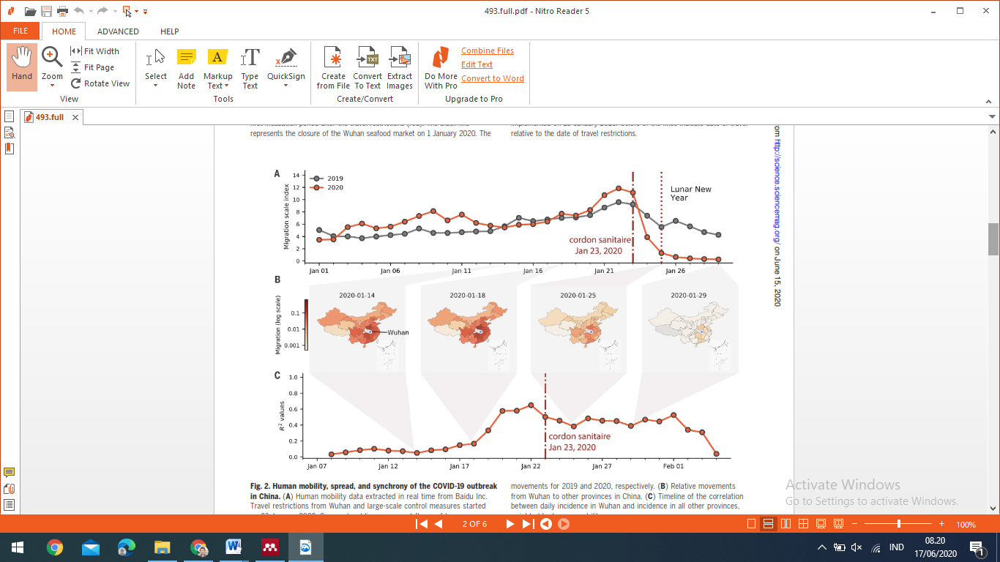 493.full.pdf - Nitro Reader 5
FILE HOME ADVANCED HELP
Hand
Zoom
Fit Width
Fit Page
Rotate View
View
Select
Add Note
Markup Text
Type Text
QuickSign
Tools
Create from File
Convert To Text
Extract Images
Create/Convert
Do More With Pro
Combine Files
Edit Text
Convert to Word
Upgrade to Pro
493.full
represents the closure of the Wuhan seafood market on 1 January 2020. The
relative to the date of travel restrictions.
om http://science.sciencemag.org/ on June 15, 2020
A
Migration scale index
14
12
10
8
6
4
2
0
2019
2020
Lunar New
Year
cordon sanitaire
Jan 23, 2020
Jan 01 Jan 06 Jan 11 Jan 16 Jan 21 Jan 26
B
Migration (log scale)
0.1
0.01
0.001
2020-01-14 2020-01-18 2020-01-25 2020-01-29
Wuhan
C
R² values
1.0
0.8
0.6
0.4
0.2
0.0
cordon sanitaire
Jan 23, 2020
Jan 07 Jan 12 Jan 17 Jan 22 Jan 27 Feb 01
Fig. 2. Human mobility, spread, and synchrony of the COVID-19 outbreak
in China. (A) Human mobility data extracted in real time from Baidu Inc.
Travel restrictions from Wuhan and large-scale control measures started
movements for 2019 and 2020, respectively. (B) Relative movements
from Wuhan to other provinces in China. (C) Timeline of the correlation
between daily incidence in Wuhan and incidence in all other provinces,
Activate Windows
Go to Settings to activate Windows.
2 OF 6
100%
IND
08.20
17/06/2020
1